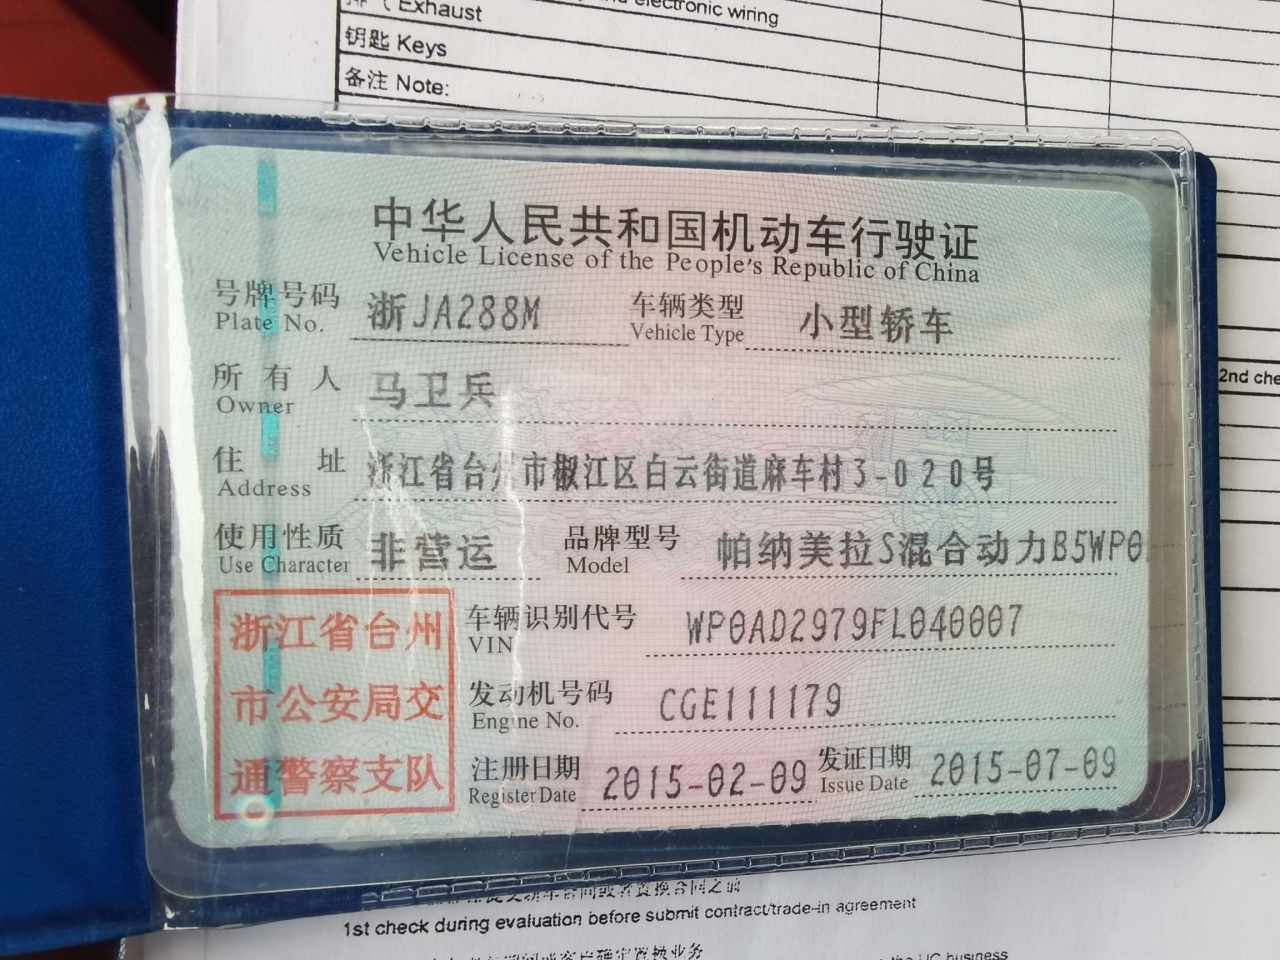 Exhaust
electronic wiring
钥匙 Keys
备注 Note:
中华人民共和国机动车行驶证
Vehicle License of the People's Republic of China
号牌号码 浙JA288M 车辆类型 小型轿车
Plate No. Vehicle Type
所有人 马卫兵
Owner
住址 浙江省台州市椒江区白云街道麻车村3-020号
Address
使用性质 非营运 品牌型号 帕纳美拉S混合动力B5WP0
Use Character Model
浙江省台州
市公安局交
通警察支队
车辆识别代号 WP0AD2979FL040007
VIN
发动机号码 CGE111179
Engine No.
注册日期 2015-02-09 发证日期 2015-07-09
Register Date Issue Date
2nd che
1st check during evaluation before submit contract/trade-in agreement
the UC business